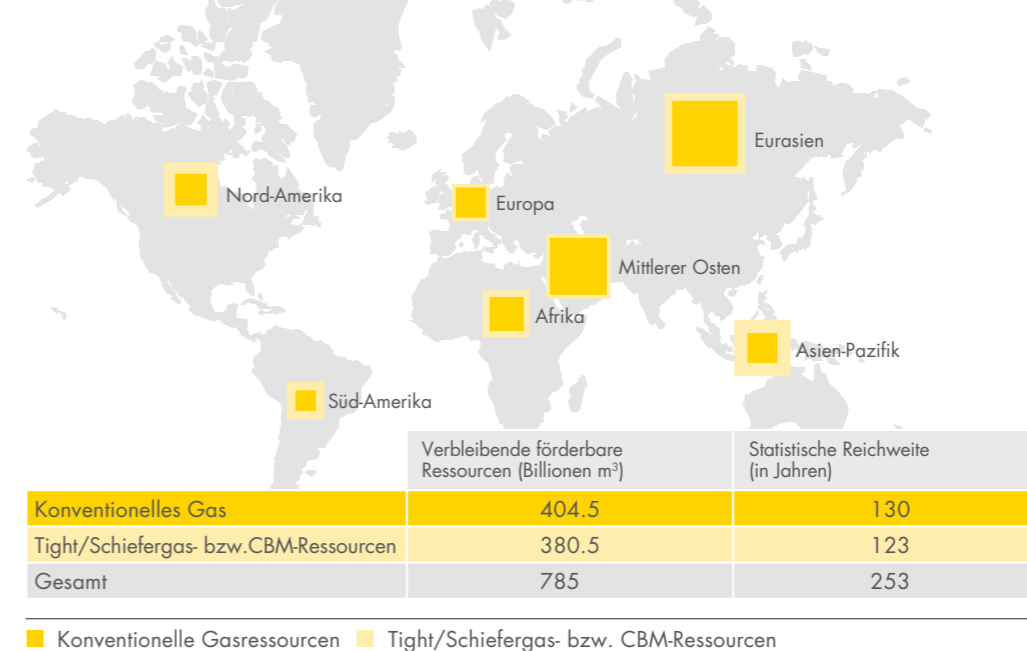 Eurasien
Nord-Amerika
Europa
Mittlerer Osten
Afrika
Asien-Pazifik
Süd-Amerika
Verbleibende förderbare
Ressourcen (Billionen m³)
Statistische Reichweite
(in Jahren)
Konventionelles Gas 404.5 130
Tight/Schiefergas- bzw.CBM-Ressourcen 380.5 123
Gesamt 785 253
Konventionelle Gasressourcen Tight/Schiefergas- bzw. CBM-Ressourcen